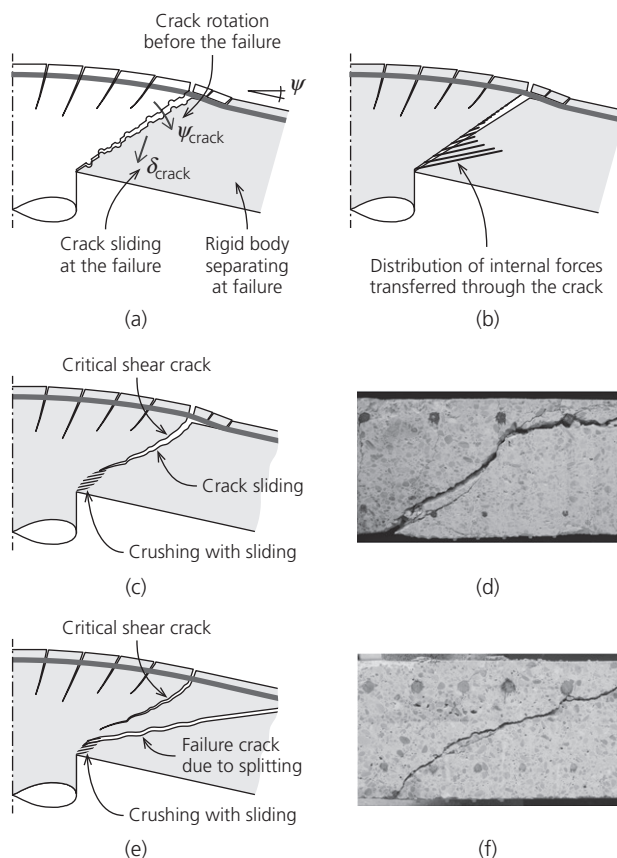 Crack rotation
before the failure
ψ
ψcrack
δcrack
Crack sliding
at the failure
Rigid body
separating
at failure
(a)
Distribution of internal forces
transferred through the crack
(b)
Critical shear crack
Crack sliding
Crushing with sliding
(c)
(d)
Critical shear crack
Failure crack
due to splitting
Crushing with sliding
(e)
(f)